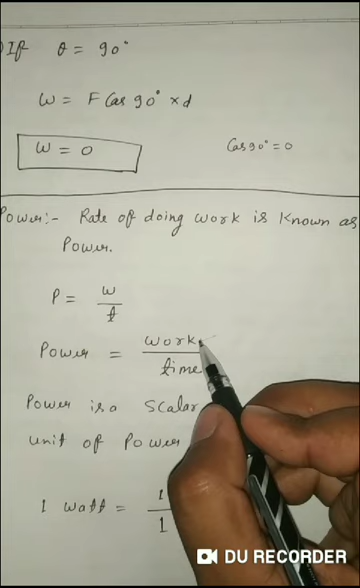 If θ = 90°
W = F Cos 90° × d
W = 0
Cos 90° = 0
Power:- Rate of doing work is known as
Power.
P = W/t
Power = work/time
Power is a scalar
unit of Power
1 watt = 1/1
DU RECORDER